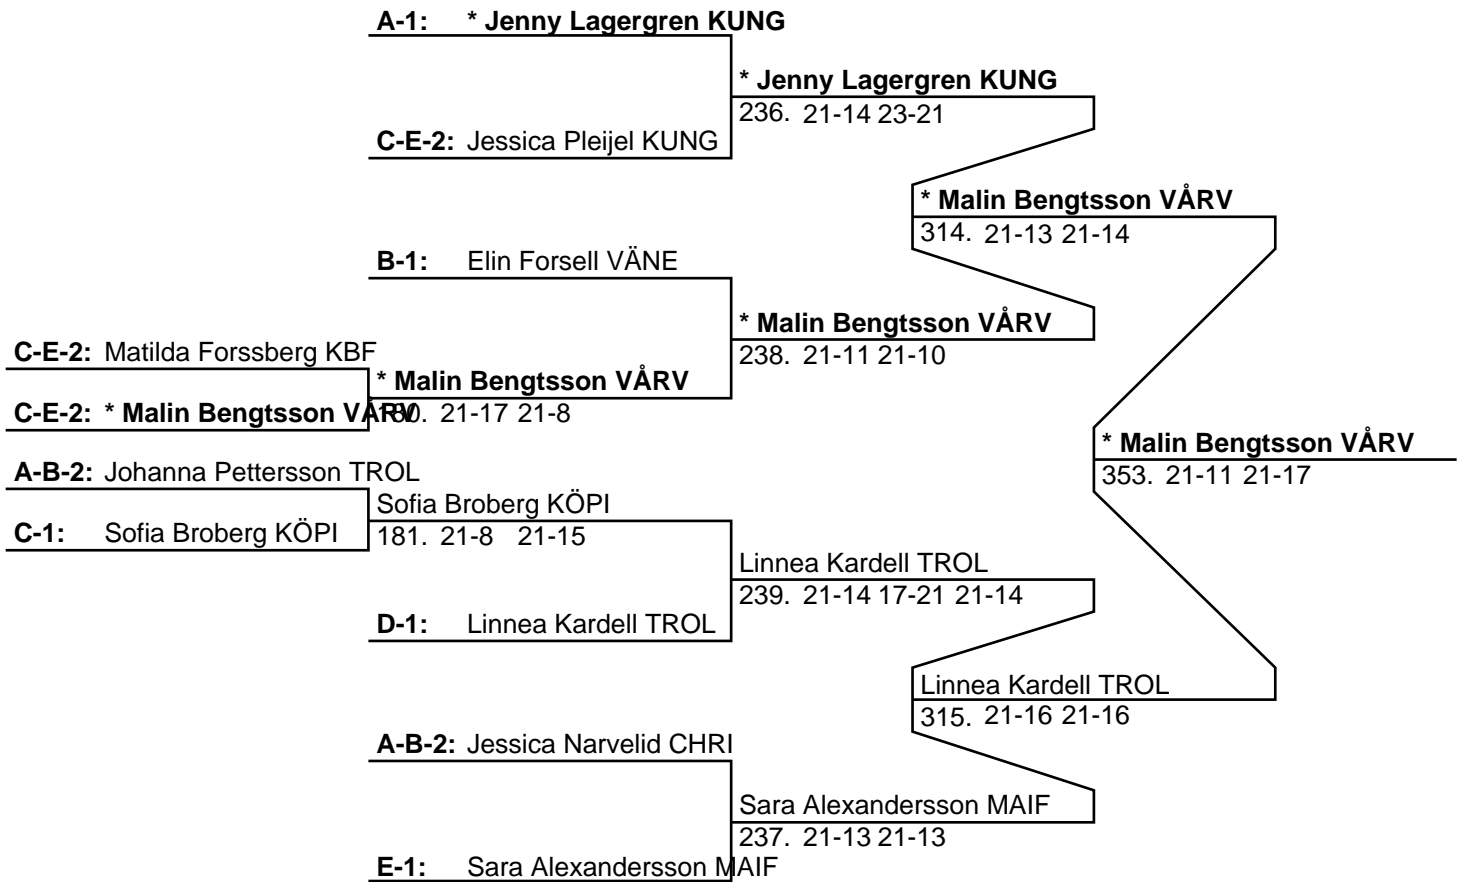 A-1: * Jenny Lagergren KUNG
* Jenny Lagergren KUNG
236. 21-14 23-21
C-E-2: Jessica Pleijel KUNG
* Malin Bengtsson VÅRV
314. 21-13 21-14
B-1: Elin Forsell VÄNE
* Malin Bengtsson VÅRV
238. 21-11 21-10
C-E-2: Matilda Forssberg KBF
* Malin Bengtsson VÅRV
180. 21-17 21-8
C-E-2: * Malin Bengtsson VÅRV
* Malin Bengtsson VÅRV
353. 21-11 21-17
A-B-2: Johanna Pettersson TROL
Sofia Broberg KÖPI
181. 21-8 21-15
C-1: Sofia Broberg KÖPI
Linnea Kardell TROL
239. 21-14 17-21 21-14
D-1: Linnea Kardell TROL
Linnea Kardell TROL
315. 21-16 21-16
A-B-2: Jessica Narvelid CHRI
Sara Alexandersson MAIF
237. 21-13 21-13
E-1: Sara Alexandersson MAIF